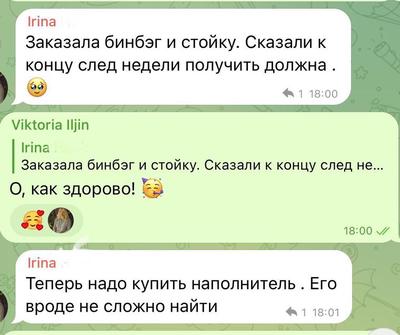 Irina
Заказала бинбэг и стойку. Сказали к
концу след недели получить должна .
1 18:00
Viktoria Iljin
Irina
Заказала бинбэг и стойку. Сказали к концу след не...
О, как здорово!
18:00
Irina
Теперь надо купить наполнитель . Его
вроде не сложно найти
1 18:01